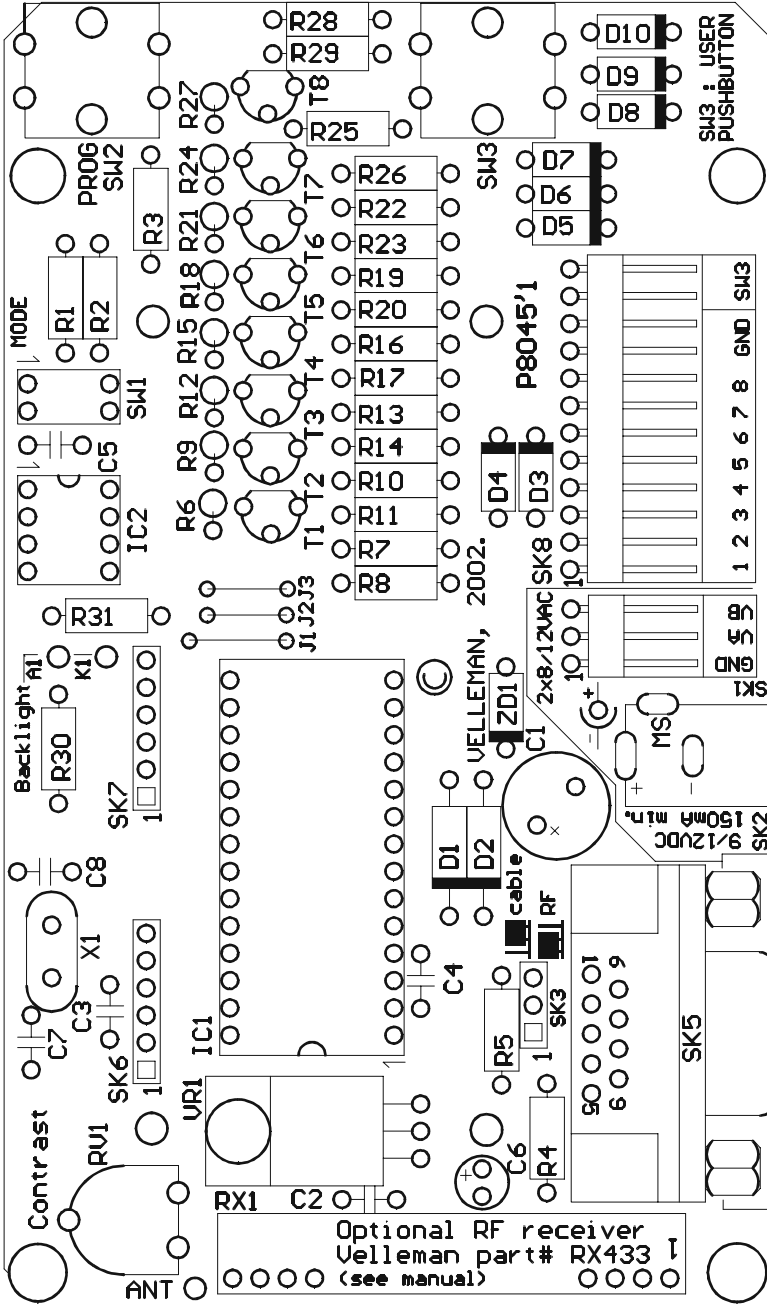 R28
R29
D10
D9
D8
SW3 : USER
PUSHBUTTON
R27
T8
R25
PROG
SW2
SW3
R24
T7
R26
D7
D6
D5
R3
R21
T6
R22
R23
R18
T5
R19
R20
MODE
R1
R2
R15
T4
R16
R17
P8045'1
SW3
GND
8
7
6
5
4
3
2
1
SW1
R12
T3
R13
R14
C5
R9
T2
R10
R11
D4
D3
IC2
R6
T1
R7
R8
SK8
1
R31
J1
J2
J3
VELLEMAN, 2002.
2x8/12VAC
1
VB
VA
GND
SK1
A1
K1
Backlight
R30
SK7
1
ZD1
C1
+
-
MS
+
-
9/12VDC
150mA min.
SK2
D1
D2
cable
RF
C8
X1
C7
C3
SK6
1
IC1
1
C4
R5
SK3
1
10
6
5
9
SK5
VR1
Contrast
RV1
C6
+
R4
RX1
C2
Optional RF receiver
Velleman part# RX433
1
(see manual)
ANT